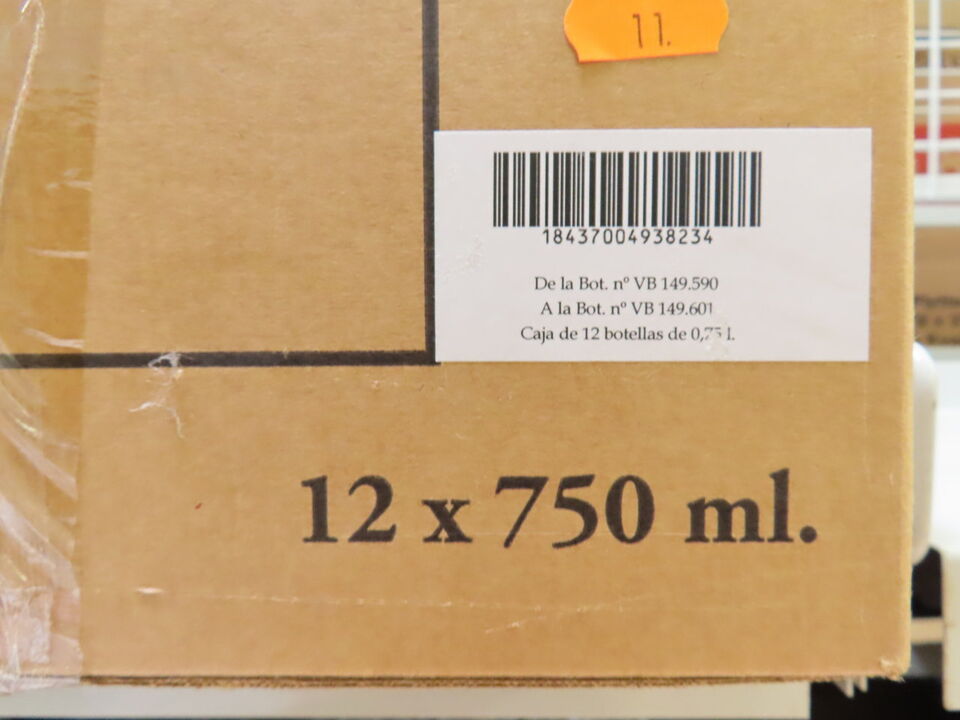 11.
18437004938234
De la Bot. nº VB 149.590
A la Bot. nº VB 149.601
Caja de 12 botellas de 0,75 l.
12 x 750 ml.